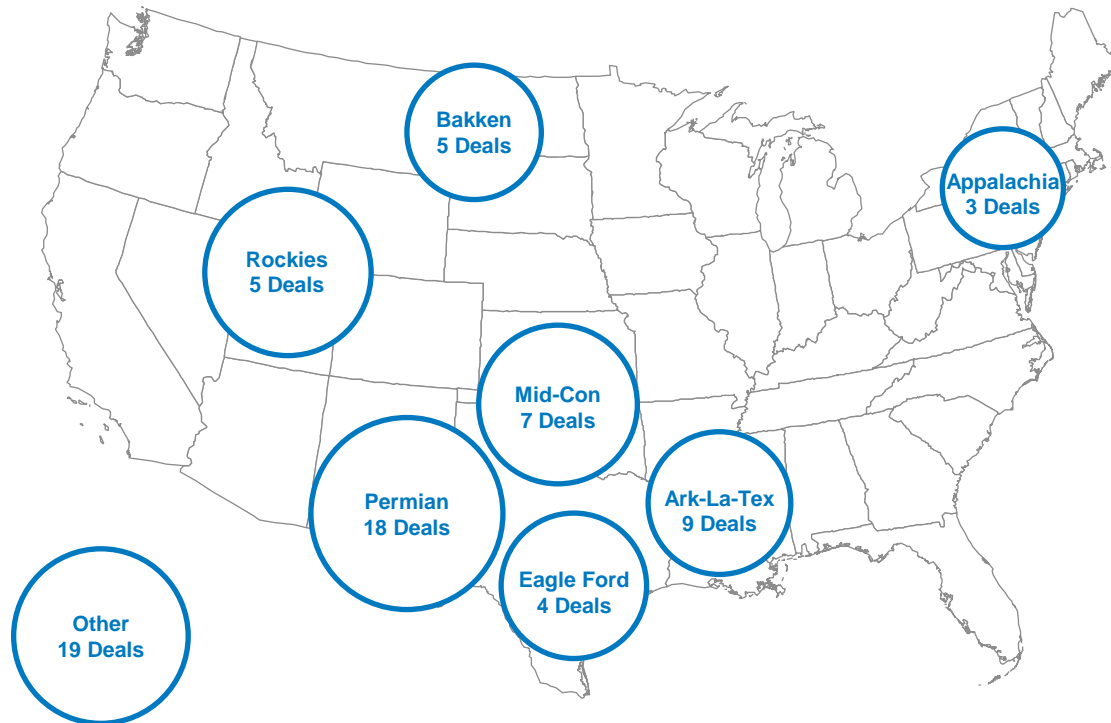 Bakken
5 Deals
Appalachia
3 Deals
Rockies
5 Deals
Mid-Con
7 Deals
Permian
18 Deals
Ark-La-Tex
9 Deals
Eagle Ford
4 Deals
Other
19 Deals